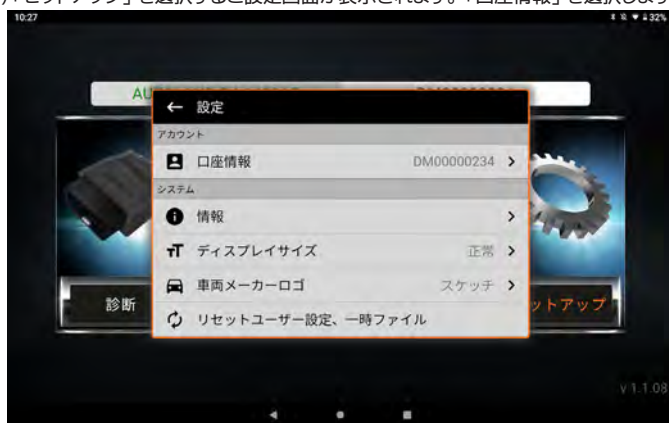 セットアップ」を選択すると設定画面が表示されます。「口座情報」を選択します
10:27
32%
AU
← 設定
アカウント
口座情報 DM00000234 >
システム
情報 >
ディスプレイサイズ 正常 >
車両メーカーロゴ スケッチ >
リセットユーザー設定、一時ファイル
診断
ットアップ
v 1.1.08